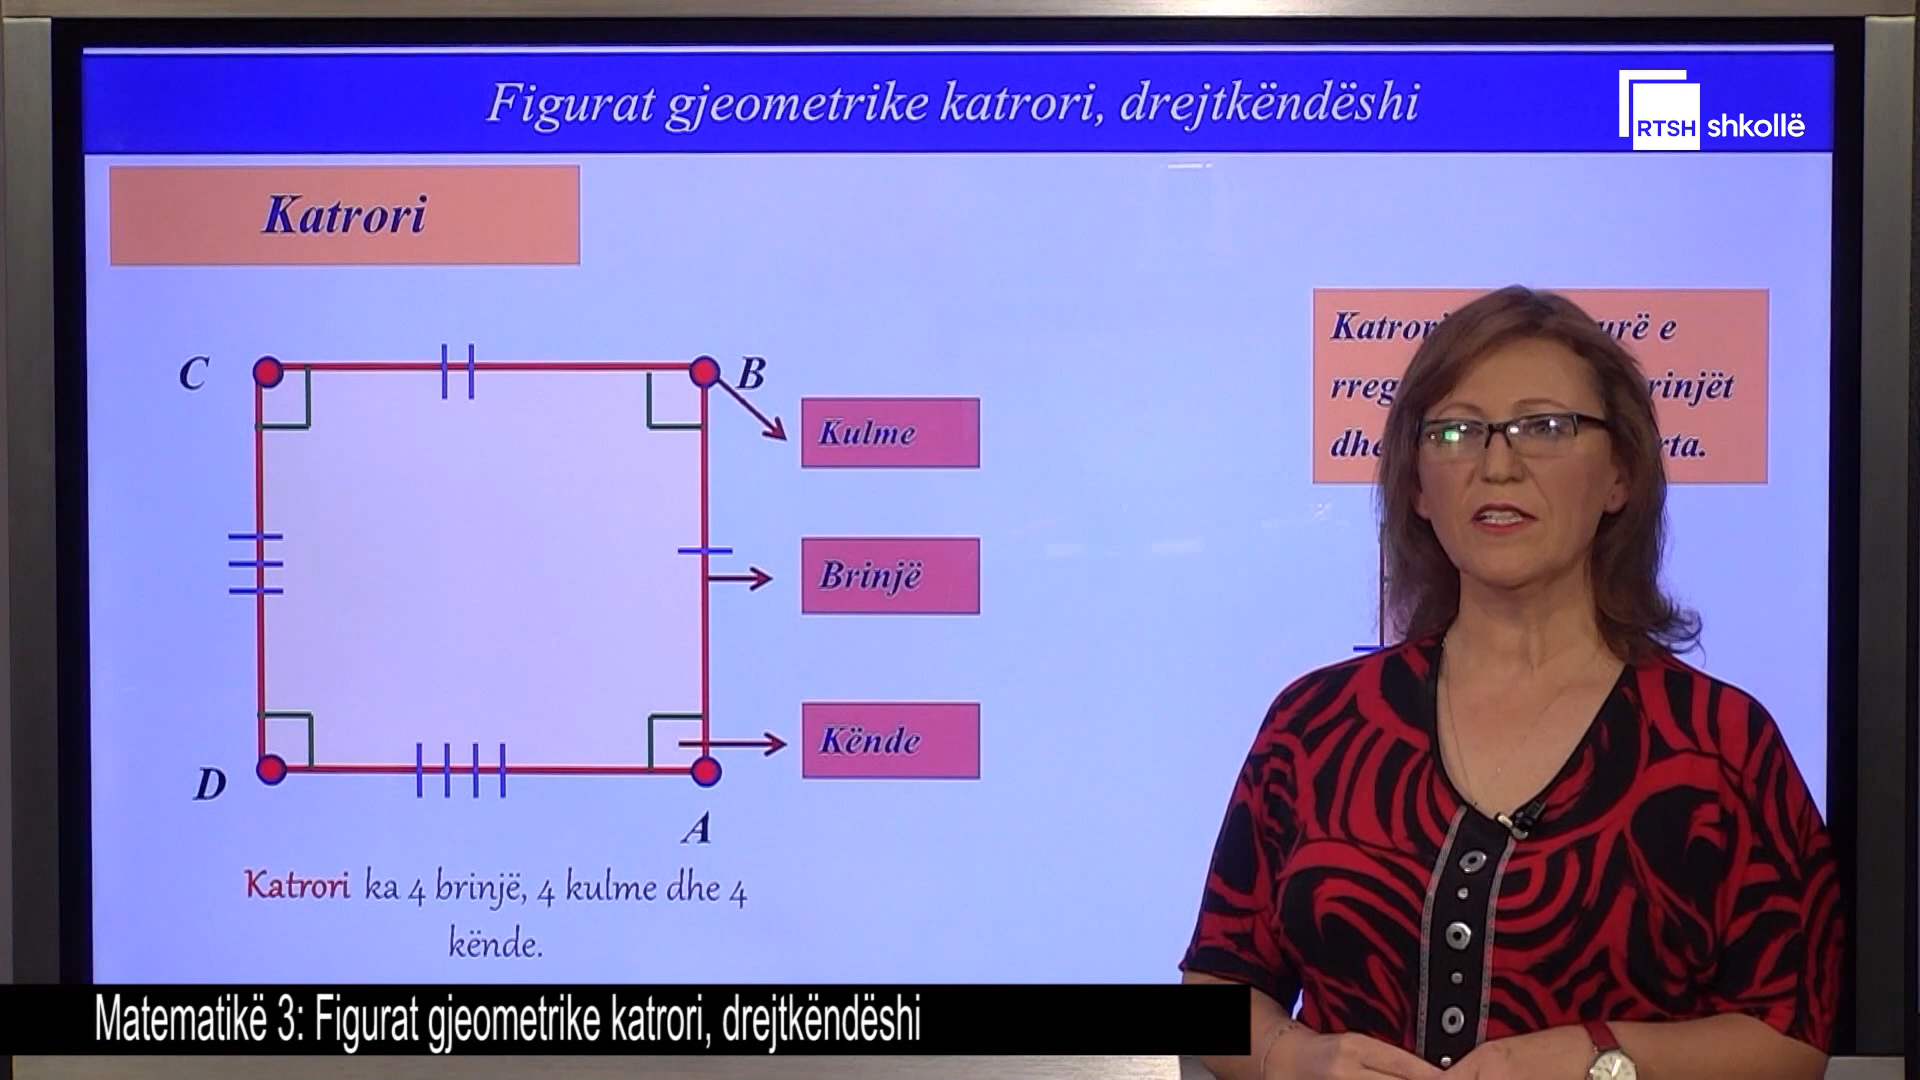 Figurat gjeometrike katrori, drejtkëndëshi
RTSH shkollë
Katrori
C
B
Kulme
Brinjë
Kënde
D
A
Katrori ka 4 brinjë, 4 kulme dhe 4
kënde.
e
dhe
Matematikë 3: Figurat gjeometrike katrori, drejtkëndëshi